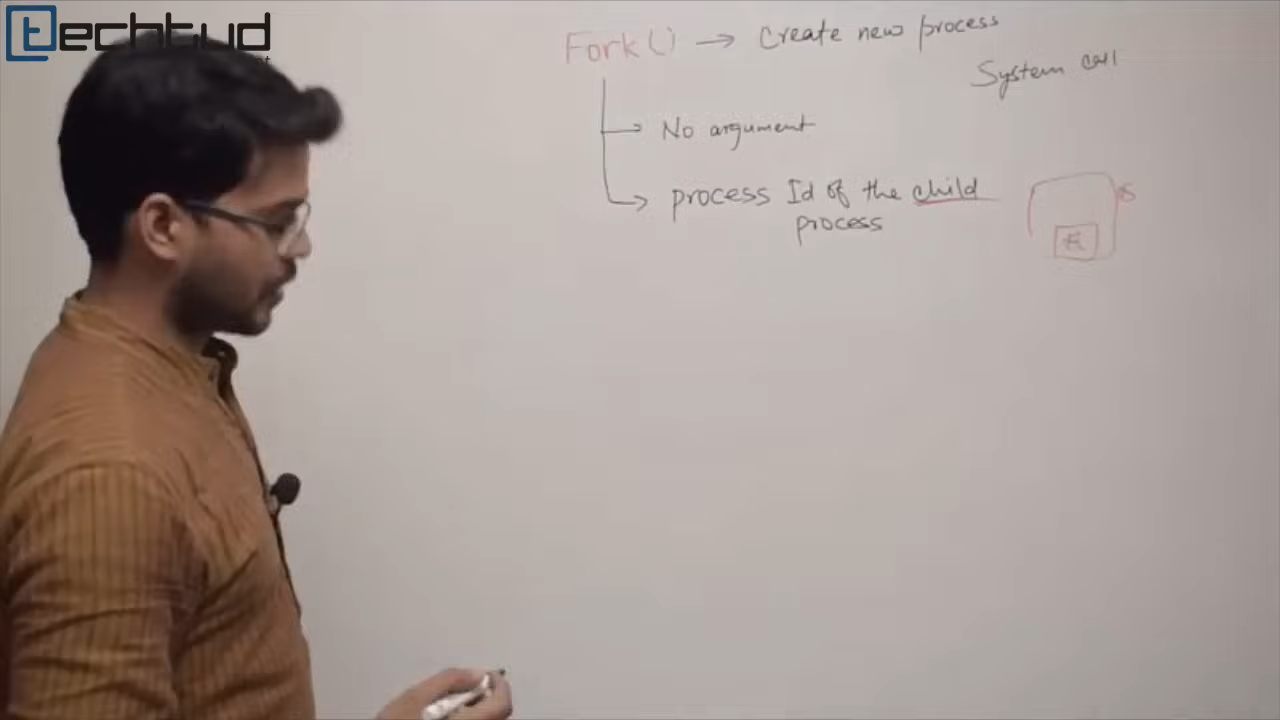 techtud
Fork() → Create new process
System call
No argument
process Id of the child
process